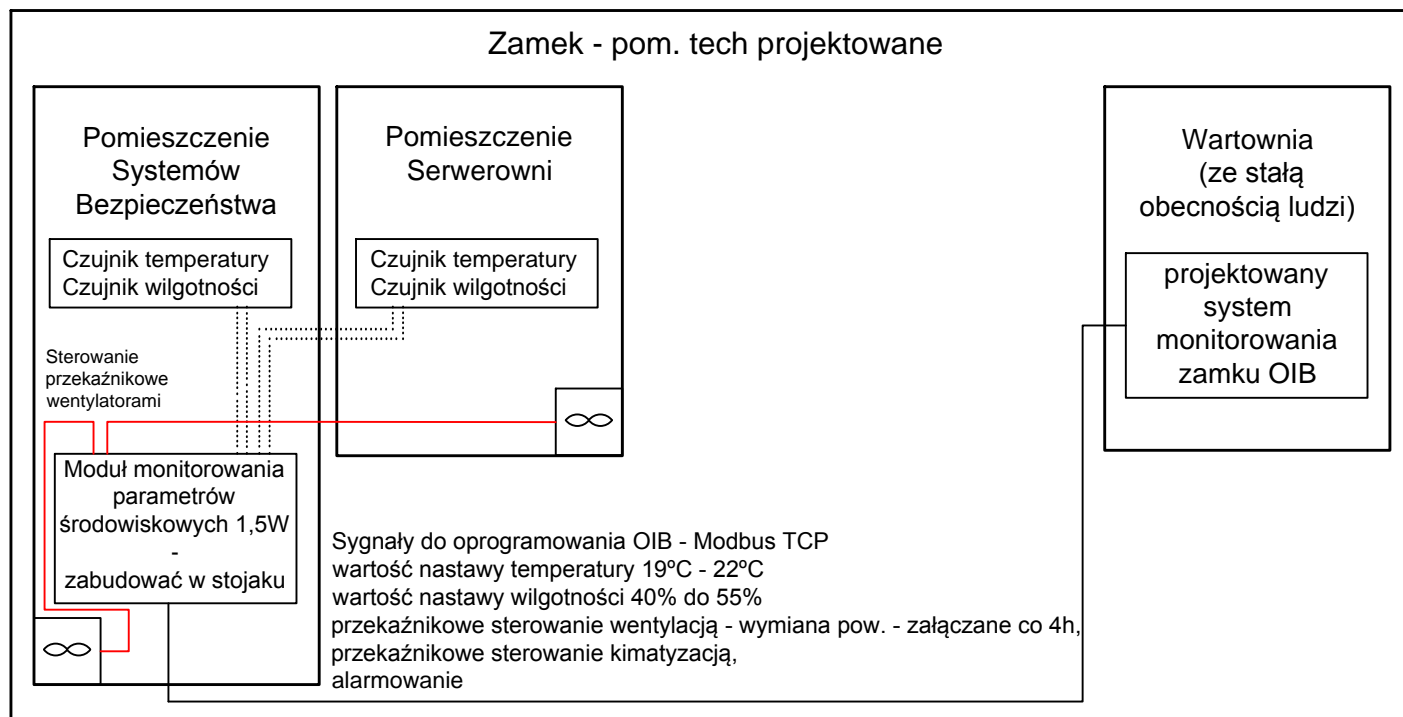 Zamek - pom. tech projektowane
Pomieszczenie
Systemów
Bezpieczeństwa
Czujnik temperatury
Czujnik wilgotności
Pomieszczenie
Serwerowni
Czujnik temperatury
Czujnik wilgotności
Wartownia
(ze stałą
obecnością ludzi)
projektowany
system
monitorowania
zamku OIB
Sterowanie
przekaźnikowe
wentylatorami
Moduł monitorowania
parametrów
środowiskowych 1,5W
-
zabudować w stojaku
Sygnały do oprogramowania OIB - Modbus TCP
wartość nastawy temperatury 19ºC - 22ºC
wartość nastawy wilgotności 40% do 55%
przekaźnikowe sterowanie wentylacją - wymiana pow. - załączane co 4h,
przekaźnikowe sterowanie kimatyzacją,
alarmowanie